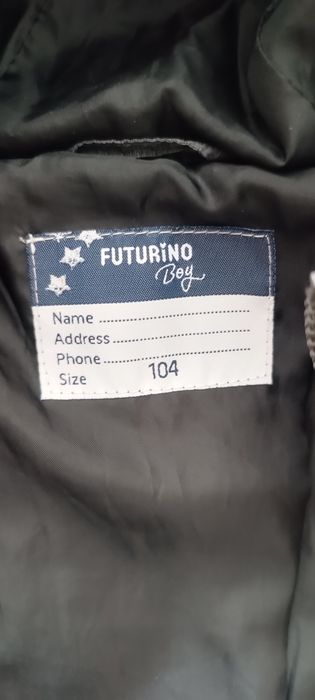 FUTURiNO
Boy
Name ........................
Address ........................
Phone ........................
Size 104